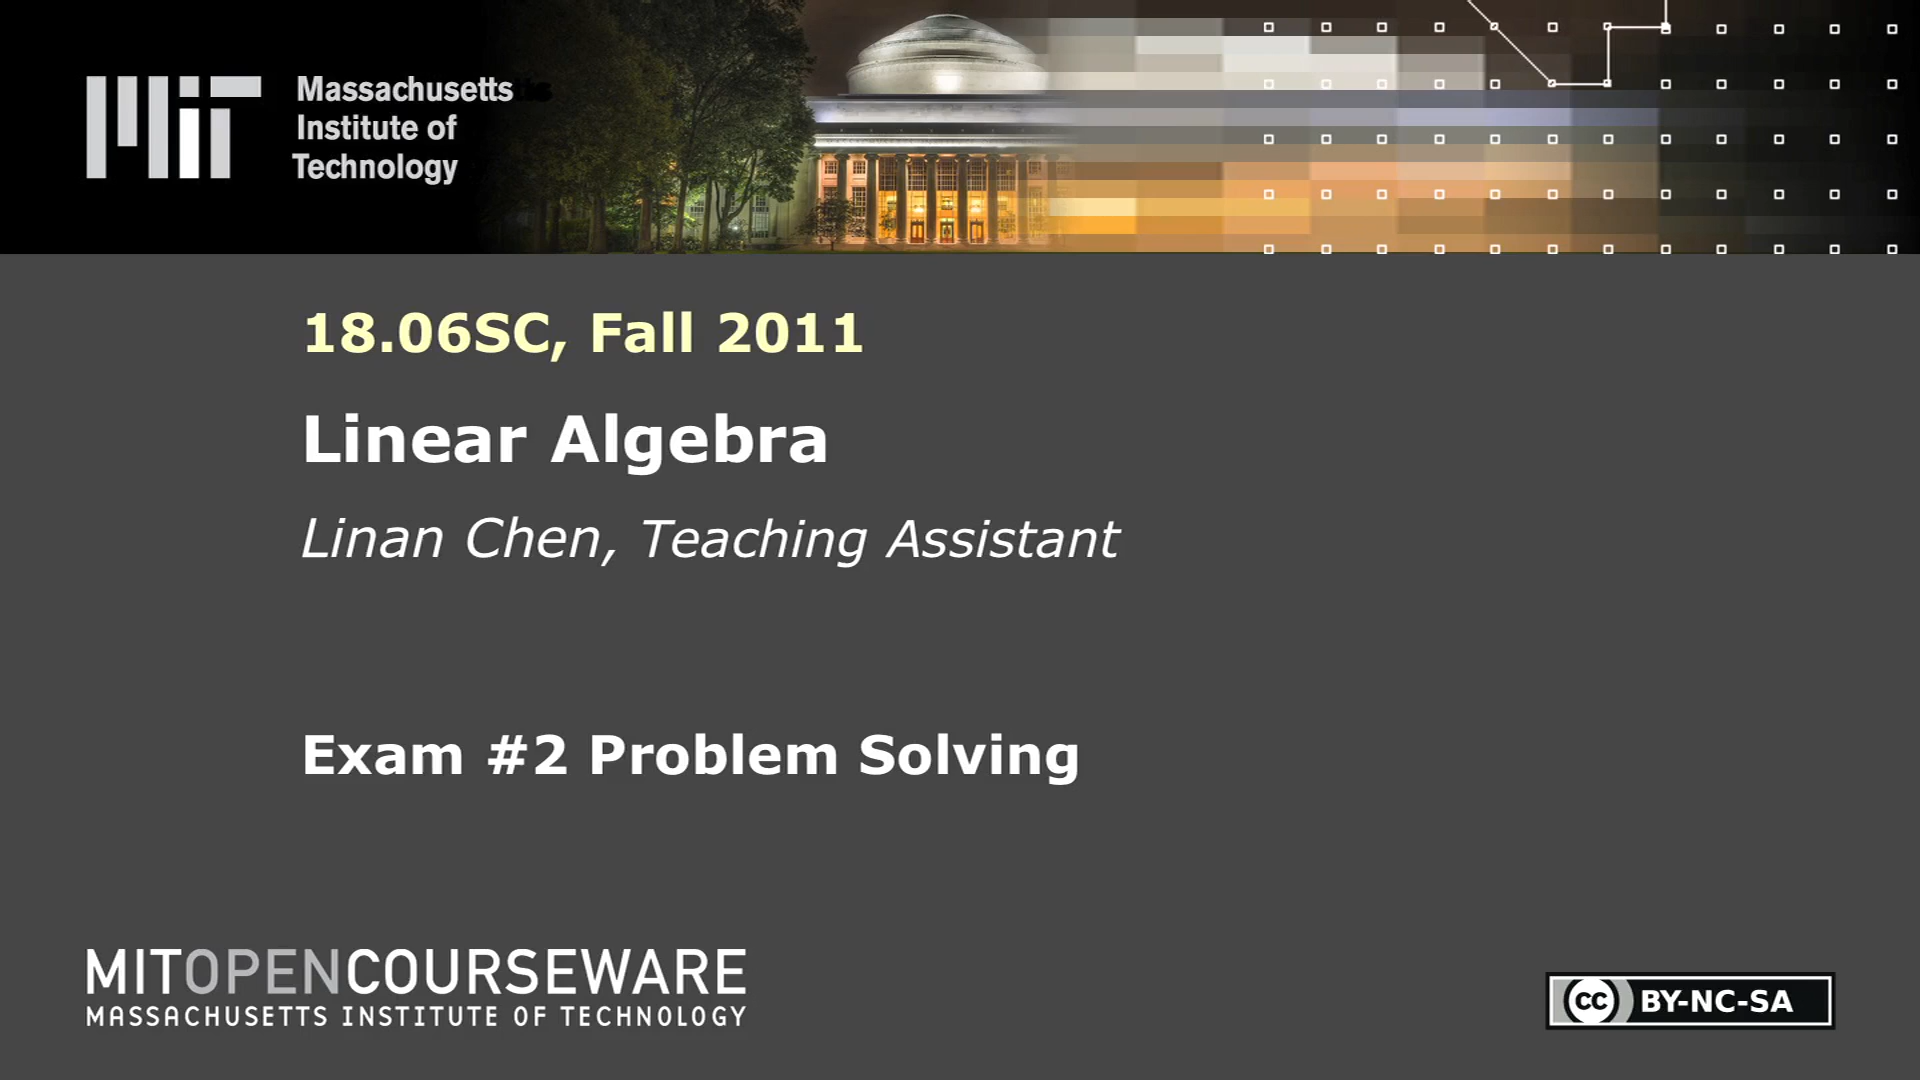 Massachusetts
Institute of
Technology
18.06SC, Fall 2011
Linear Algebra
Linan Chen, Teaching Assistant
Exam #2 Problem Solving
MITOPENCOURSEWARE
MASSACHUSETTS INSTITUTE OF TECHNOLOGY
cc BY-NC-SA